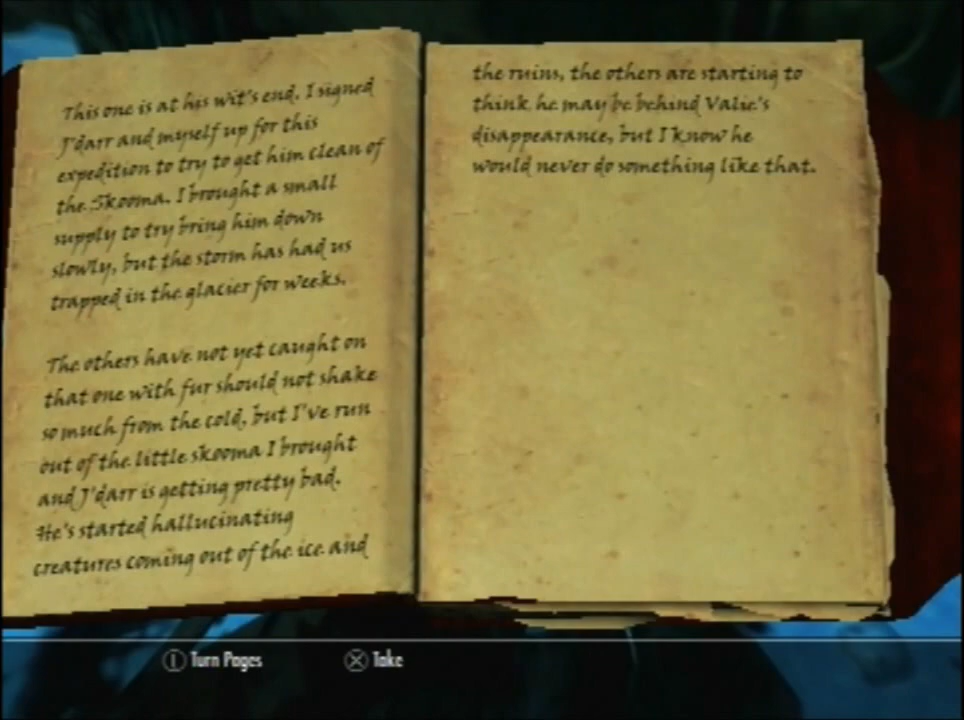 This one is at his wit's end. I signed
J'darr and myself up for this
expedition to try to get him clean of
the Skooma. I brought a small
supply to try bring him down
slowly, but the storm has had us
trapped in the glacier for weeks.
The others have not yet caught on
that one with fur should not shake
so much from the cold, but I've run
out of the little skooma I brought
and J'darr is getting pretty bad.
He's started hallucinating
creatures coming out of the ice and
the ruins, the others are starting to
think he may be behind Valie's
disappearance, but I know he
would never do something like that.
Turn Pages
Take